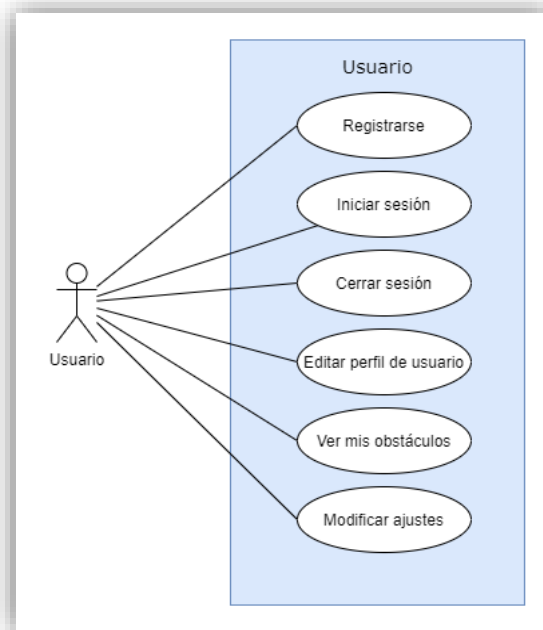 Usuario
Registrarse
Iniciar sesión
Cerrar sesión
Usuario
Editar perfil de usuario
Ver mis obstáculos
Modificar ajustes